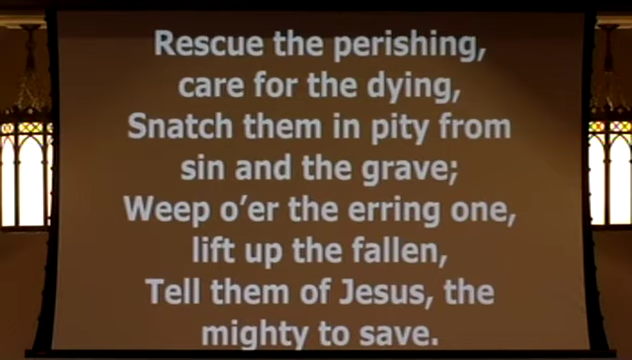 Rescue the perishing,
care for the dying,
Snatch them in pity from
sin and the grave;
Weep o’er the erring one,
lift up the fallen,
Tell them of Jesus, the
mighty to save.